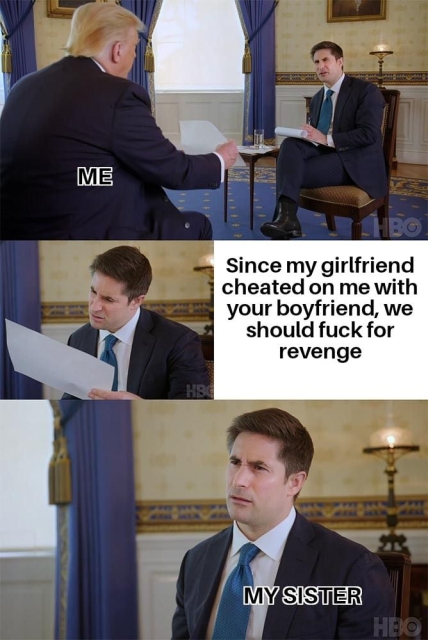 ME
HBO
Since my girlfriend
cheated on me with
your boyfriend, we
should fuck for
revenge
HBO
MY SISTER
HBO